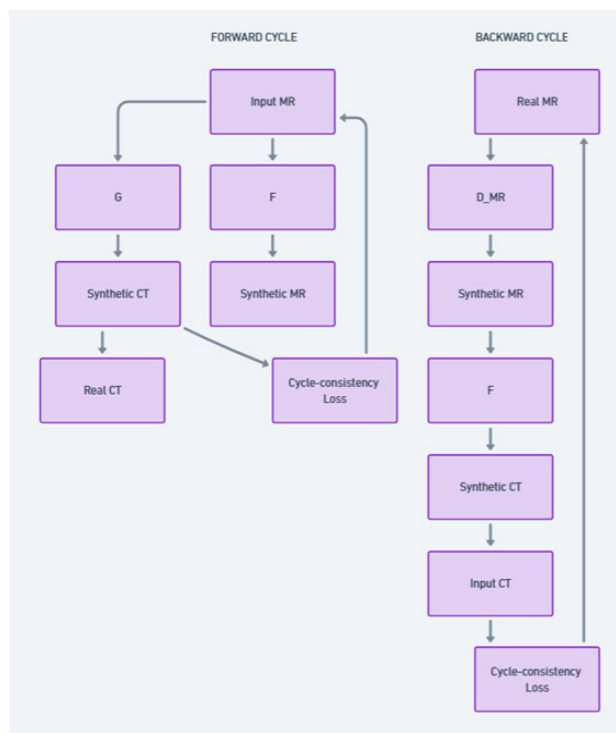 FORWARD CYCLE
BACKWARD CYCLE
Input MR
Real MR
G
F
D_MR
Synthetic CT
Synthetic MR
Synthetic MR
Real CT
Cycle-consistency
Loss
F
Synthetic CT
Input CT
Cycle-consistency
Loss